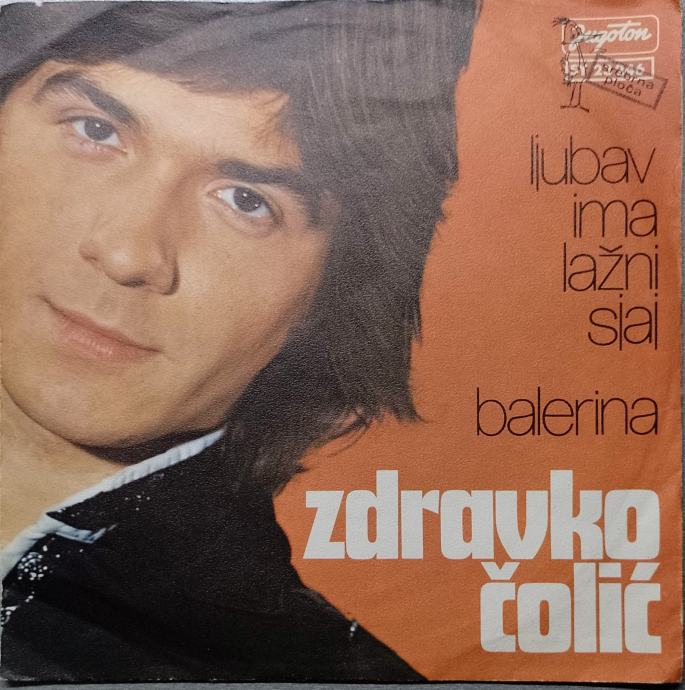 Jugoton
ljubav
ima
lažni
sjaj
balerina
zdravko
čolić